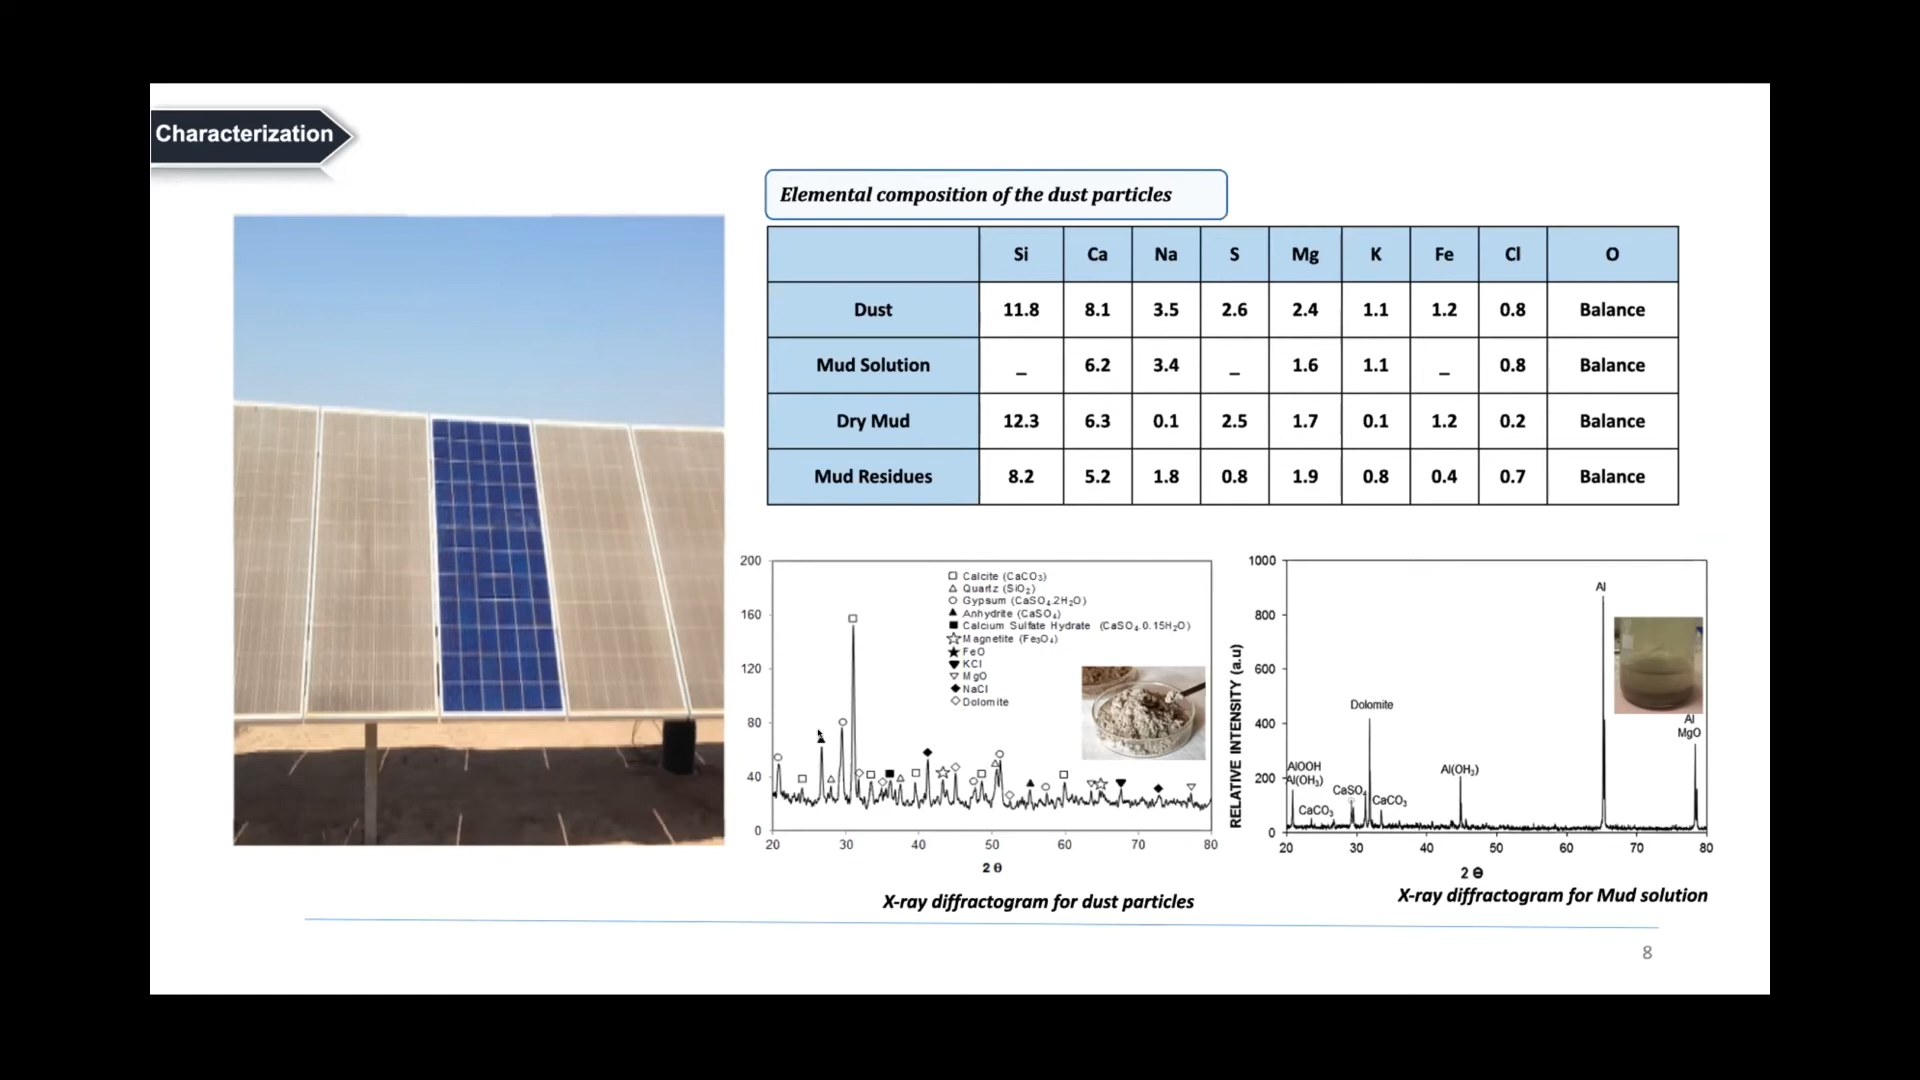 Characterization
Elemental composition of the dust particles
Si Ca Na S Mg K Fe Cl O
Dust 11.8 8.1 3.5 2.6 2.4 1.1 1.2 0.8 Balance
Mud Solution _ 6.2 3.4 _ 1.6 1.1 _ 0.8 Balance
Dry Mud 12.3 6.3 0.1 2.5 1.7 0.1 1.2 0.2 Balance
Mud Residues 8.2 5.2 1.8 0.8 1.9 0.8 0.4 0.7 Balance
200
160
120
80
40
0
Calcite (CaCO₃)
Quartz (SiO₂)
Gypsum (CaSO₄.2H₂O)
Anhydrite (CaSO₄)
Calcium Sulfate Hydrate (CaSO₄.0.15H₂O)
Magnetite (Fe₃O₄)
FeO
KCl
MgO
NaCl
Dolomite
20 30 40 50 60 70 80
2 θ
X-ray diffractogram for dust particles
RELATIVE INTENSITY (a.u)
1000
800
600
400
200
0
Al
Al
MgO
Dolomite
AlOOH
Al(OH₃)
CaCO₃
CaSO₄
CaCO₃
Al(OH₃)
20 30 40 50 60 70 80
2 Θ
X-ray diffractogram for Mud solution
8